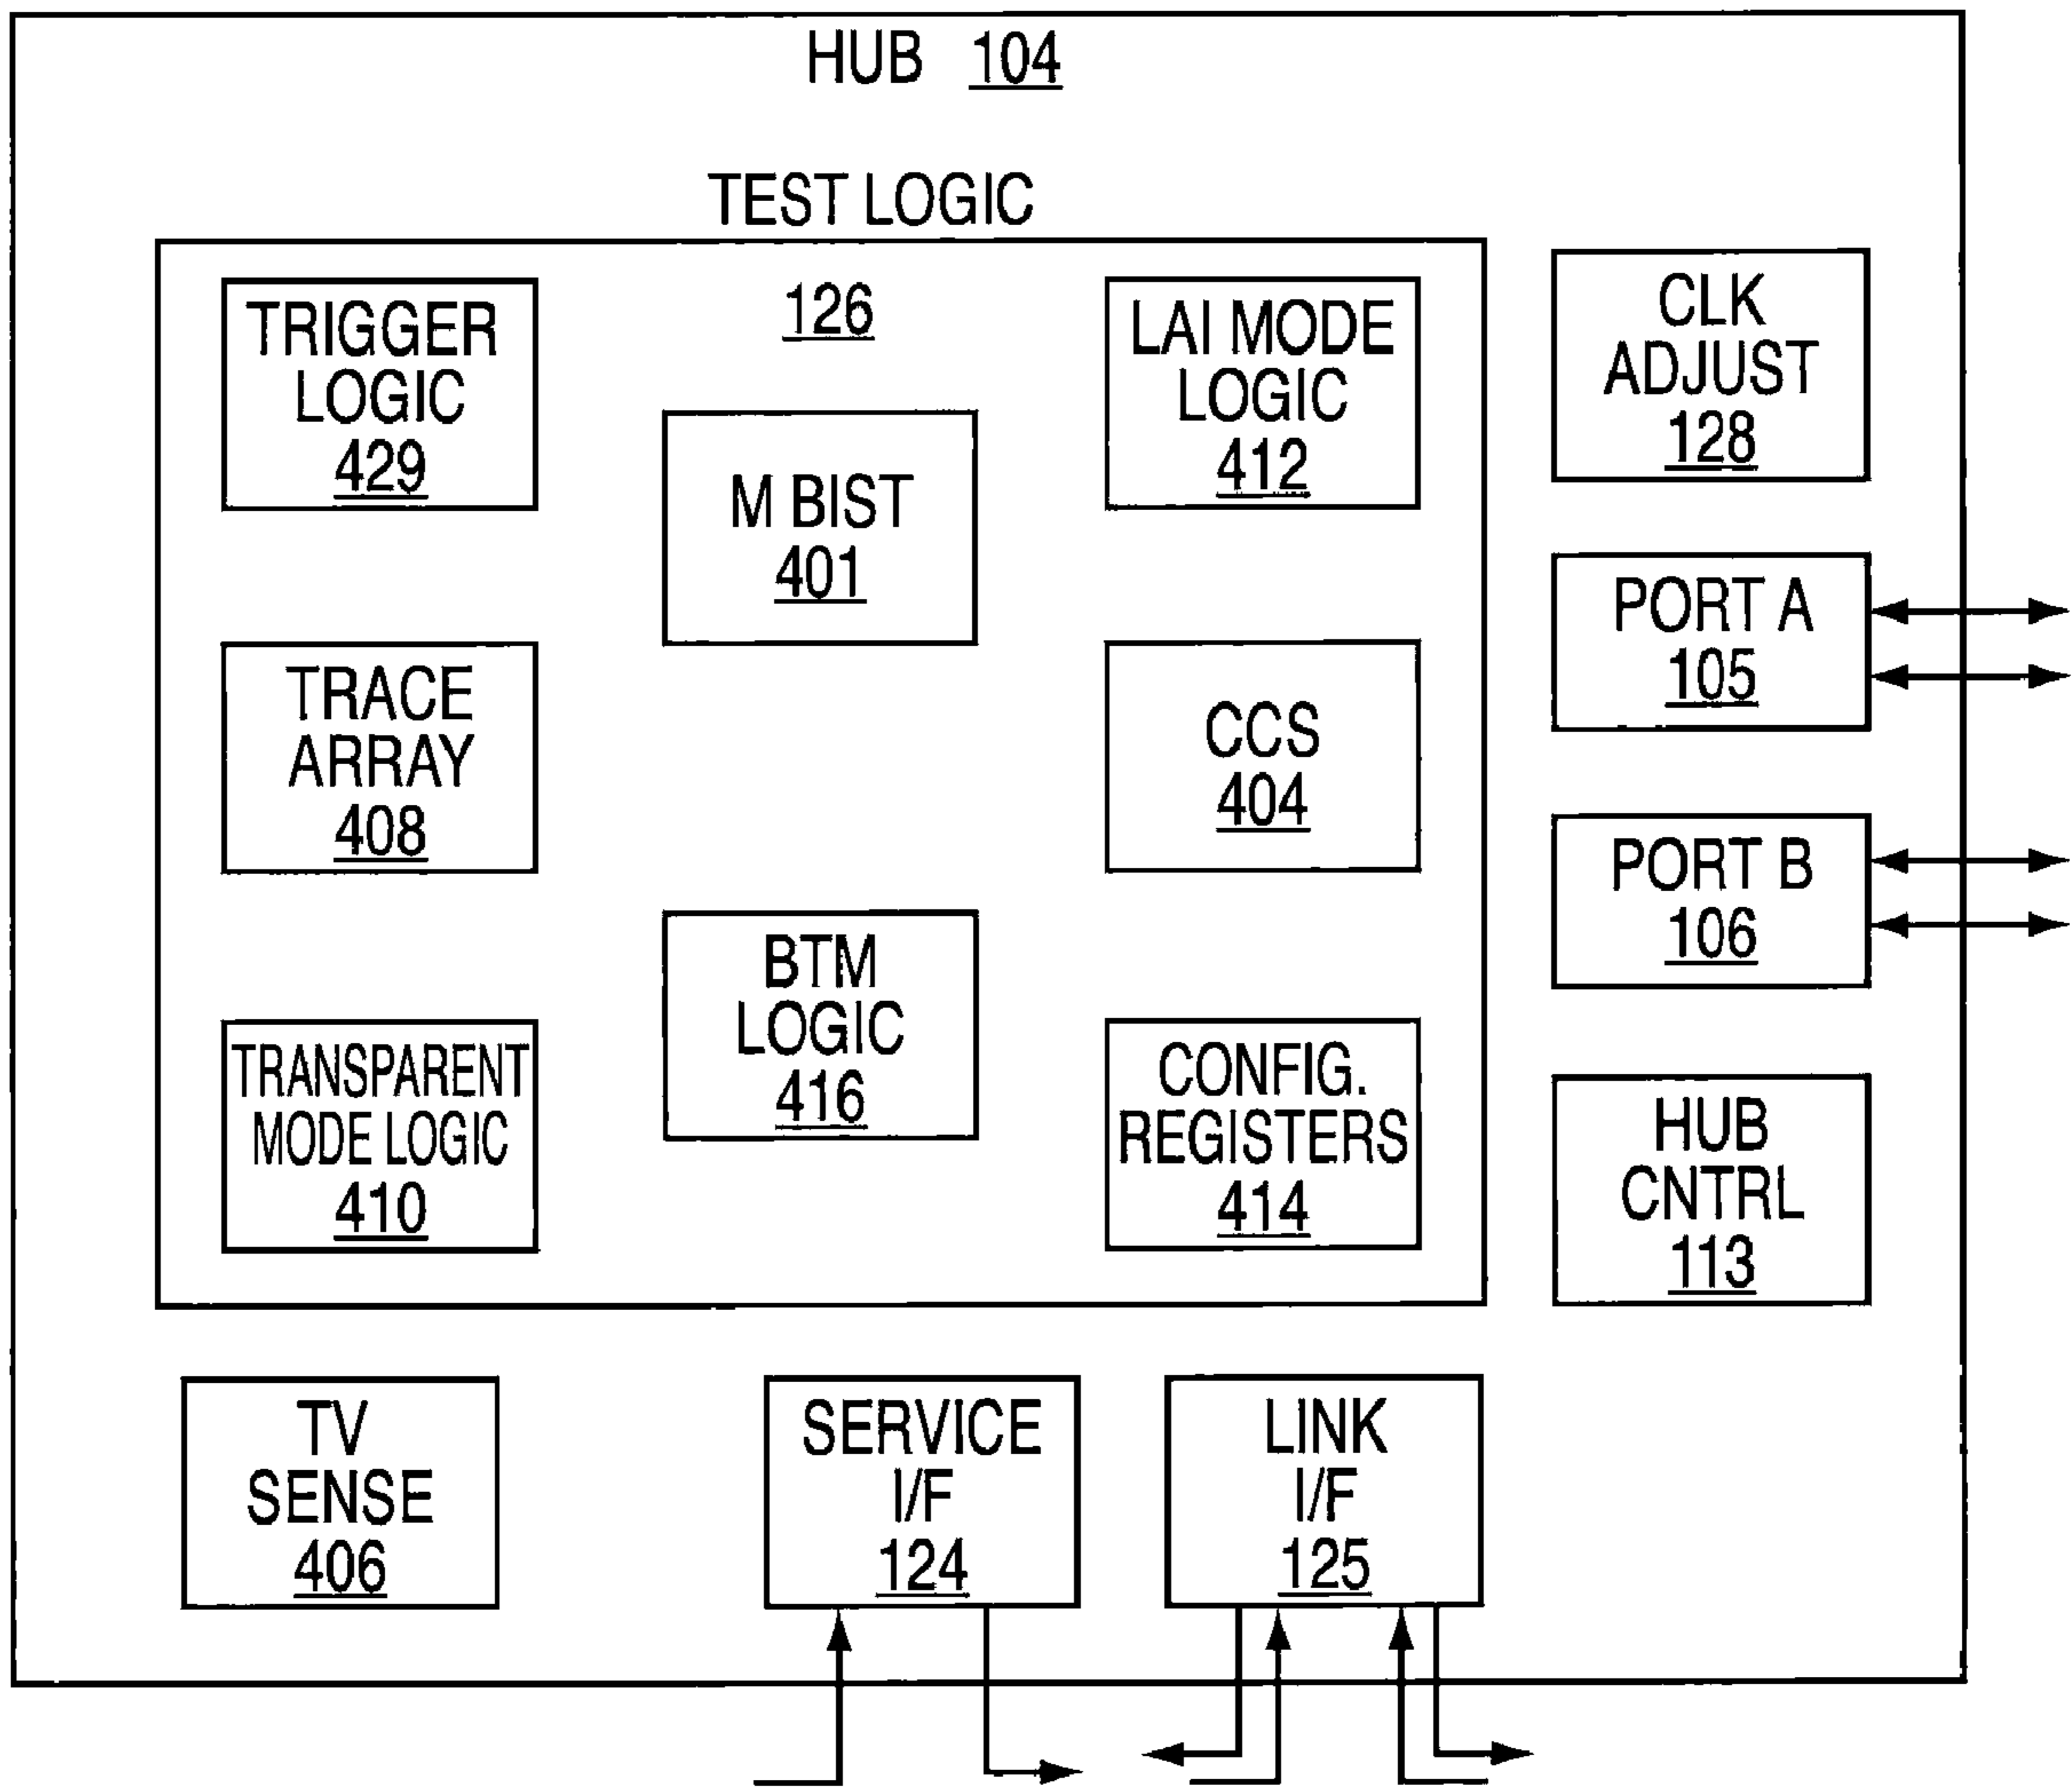 HUB 104
TEST LOGIC
126
TRIGGER
LOGIC
429
M BIST
401
LAI MODE
LOGIC
412
TRACE
ARRAY
408
CCS
404
BTM
LOGIC
416
TRANSPARENT
MODE LOGIC
410
CONFIG.
REGISTERS
414
CLK
ADJUST
128
PORT A
105
PORT B
106
HUB
CNTRL
113
TV
SENSE
406
SERVICE
I/F
124
LINK
I/F
125